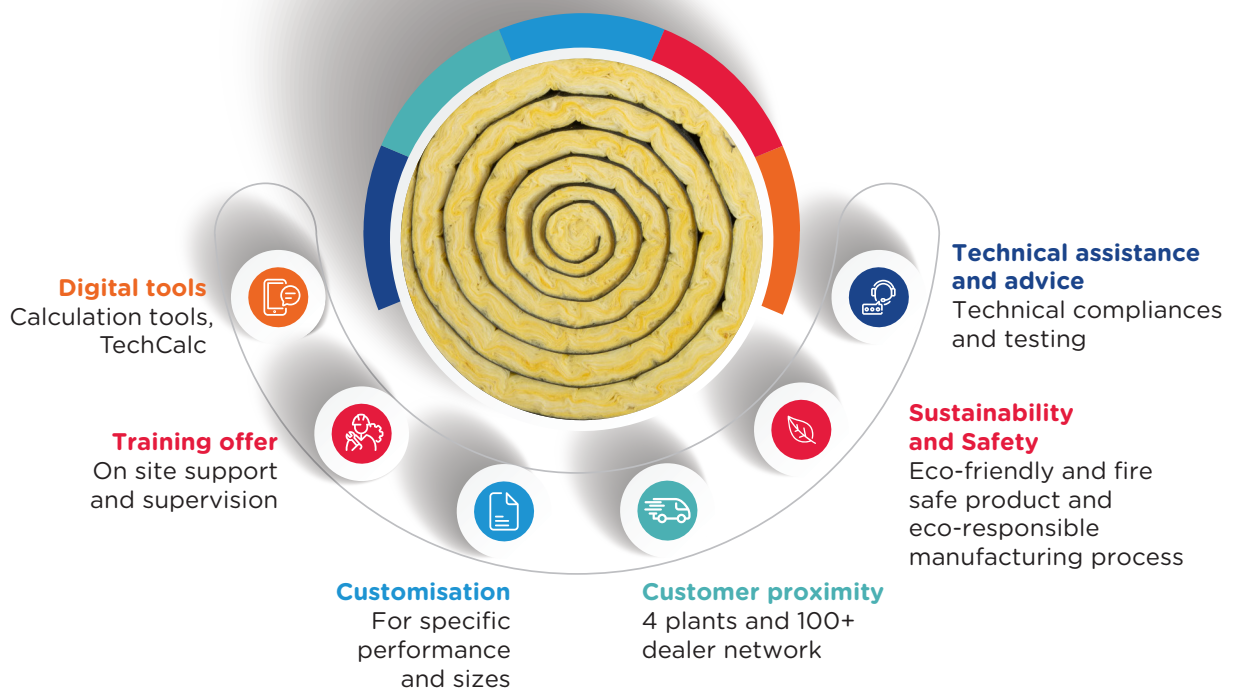 Digital tools
Calculation tools,
TechCalc
Training offer
On site support
and supervision
Customisation
For specific
performance
and sizes
Customer proximity
4 plants and 100+
dealer network
Sustainability
and Safety
Eco-friendly and fire
safe product and
eco-responsible
manufacturing process
Technical assistance
and advice
Technical compliances
and testing